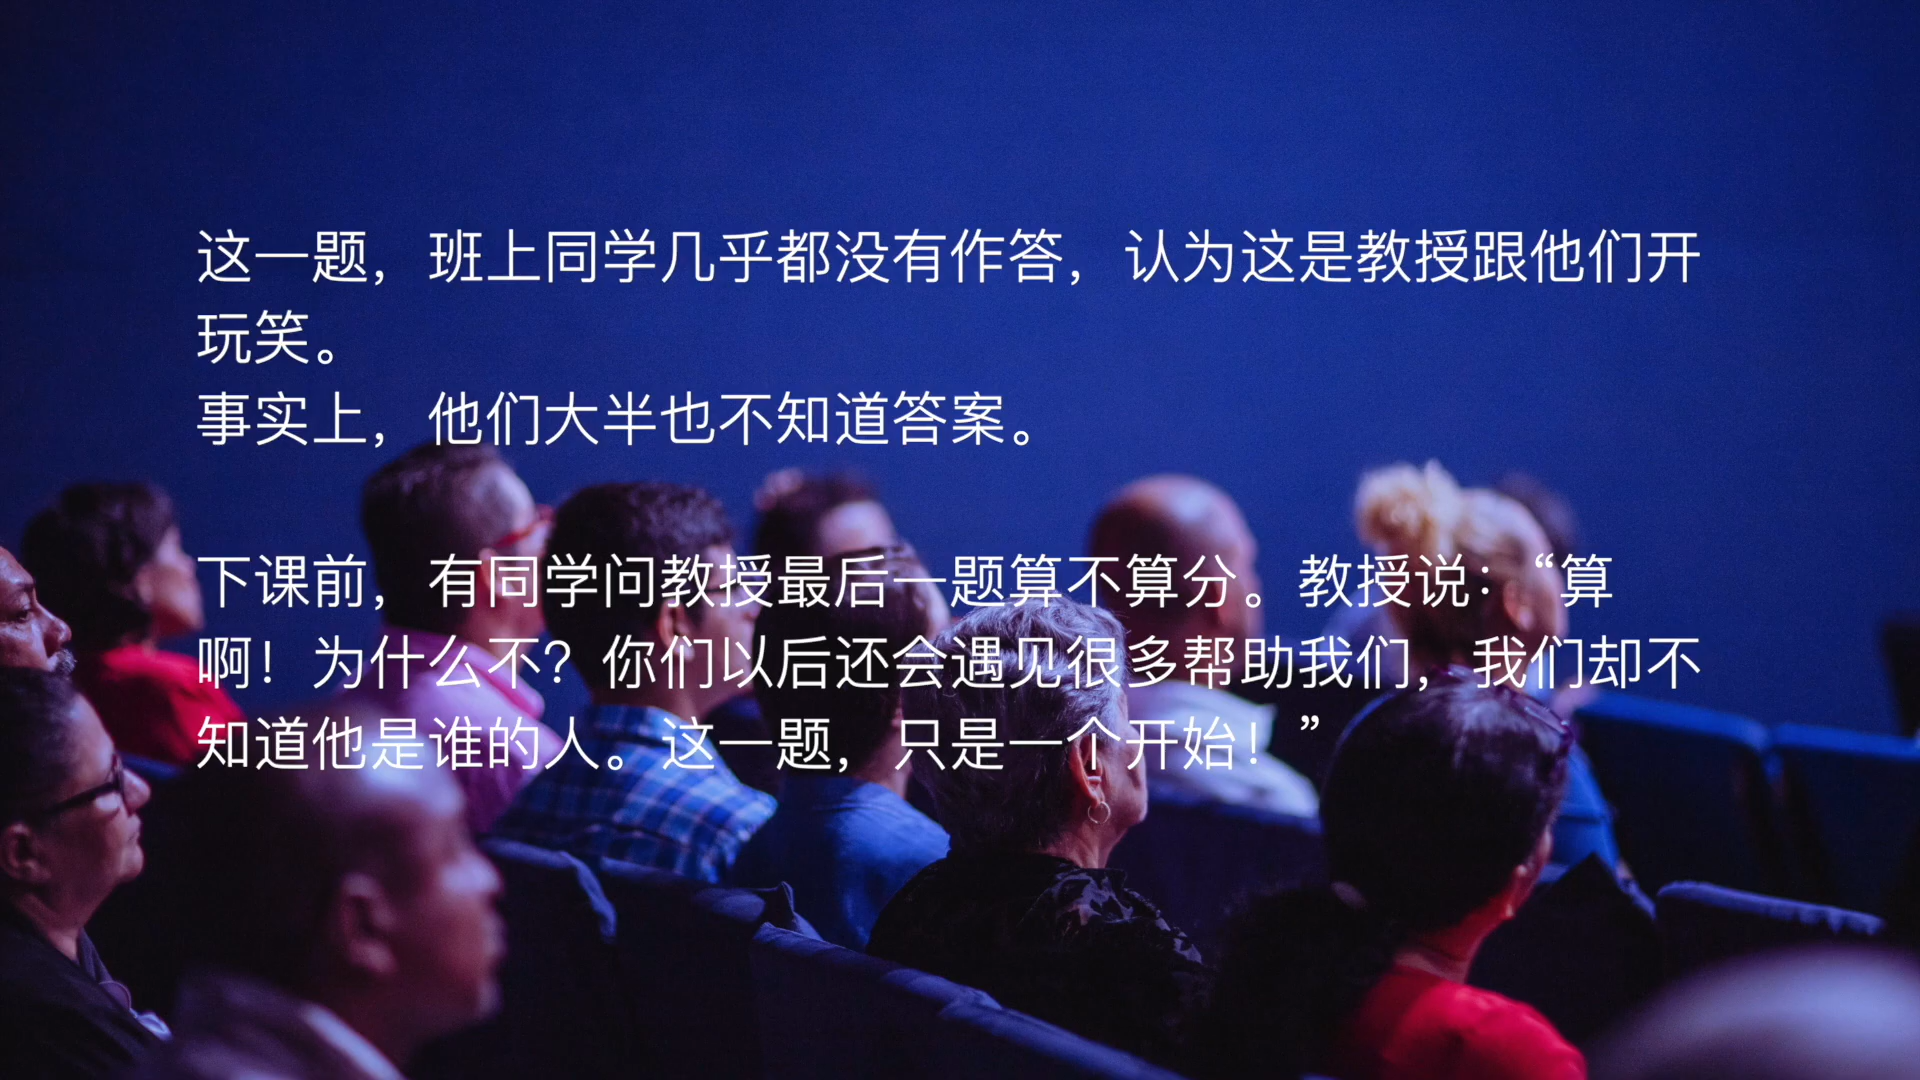 这一题，班上同学几乎都没有作答，认为这是教授跟他们开
玩笑。
事实上，他们大半也不知道答案。
下课前，有同学问教授最后一题算不算分。教授说：“算
啊！为什么不？你们以后还会遇见很多帮助我们，我们却不
知道他是谁的人。这一题，只是一个开始！”